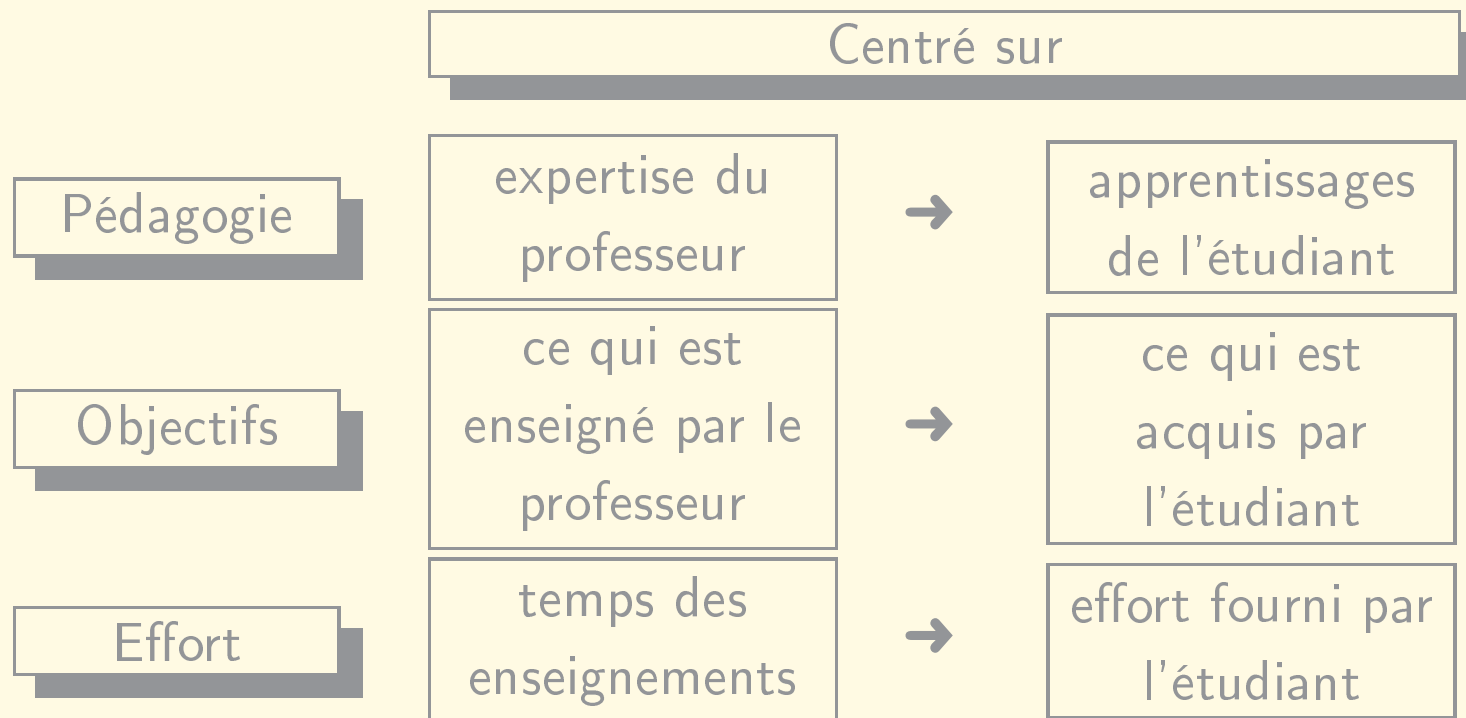 Centré sur
Pédagogie
expertise du
professeur
➜
apprentissages
de l'étudiant
Objectifs
ce qui est
enseigné par le
professeur
➜
ce qui est
acquis par
l'étudiant
Effort
temps des
enseignements
➜
effort fourni par
l'étudiant